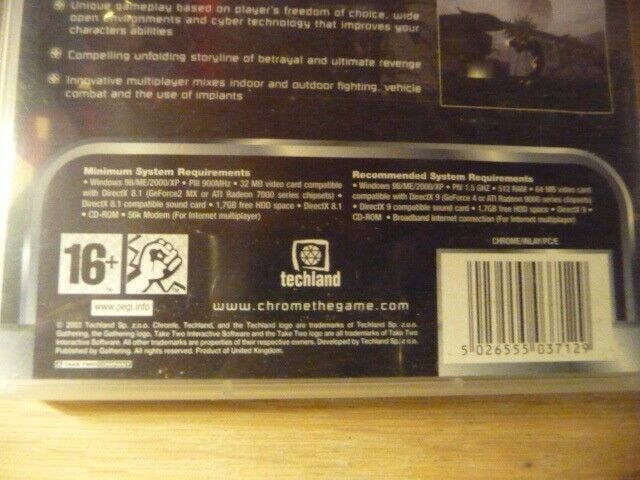 Unique gameplay based on player's freedom of choice, wide
open environments and cyber technology that improves your
characters abilities
Compelling unfolding storyline of betrayal and ultimate revenge
Innovative multiplayer mixes indoor and outdoor fighting, vehicle
combat and the use of implants
Minimum System Requirements
• Windows 98/ME/2000/XP • PIII 900MHz • 32 MB video card compatible
with DirectX 8.1 (GeForce2 MX or ATI Radeon 7000 series chipsets) •
DirectX 8.1 compatible sound card • 1,7GB free HDD space • DirectX 8.1
• CD-ROM • 56k Modem (For Internet multiplayer)
Recommended System Requirements
• Windows 98/ME/2000/XP • PIV 1.5 GHZ • 512 RAM • 64 MB video card
compatible with DirectX 9 (GeForce 4 or ATI Radeon 9000 series chipsets)
• DirectX 9 compatible sound card • 1,7GB free HDD space • DirectX 9 •
CD-ROM • Broadband internet connection (For Internet multiplayer)
CHROME/INLAY/PC/E
16+
www.pegi.info
techland
www.chromethegame.com
© 2003 Techland Sp. z.o.o. Chrome, Techland, and the Techland logo are trademarks of Techland Sp. z.o.o.
Gathering, the Gathering logo, Take Two Interactive Software and the Take Two logo are all trademarks of Take Two
Interactive Software. All other trademarks are properties of their respective owners. Developed by Techland Sp. z.o.o.
Published by Gathering. All rights reserved. Product of United Kingdom.
5 026555 037129